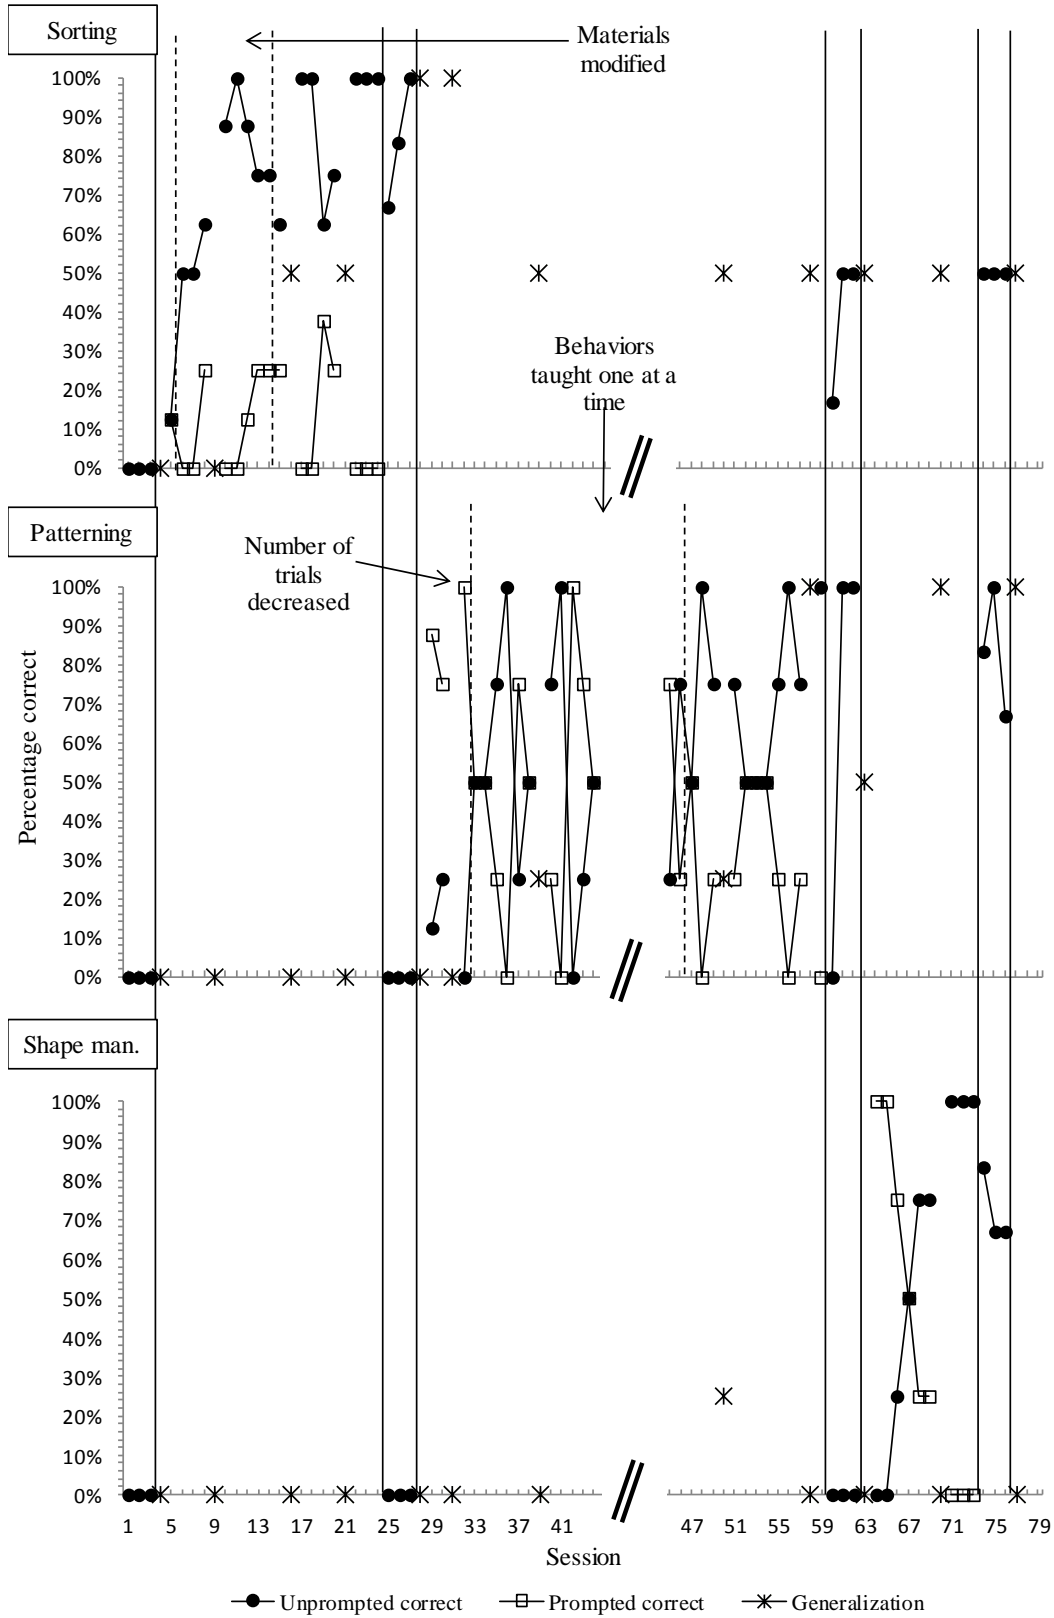 Sorting
Materials
modified
100%
90%
80%
70%
60%
50%
40%
30%
20%
10%
0%
Behaviors
taught one at a
time
Patterning
Number of
trials
decreased
100%
90%
80%
70%
60%
50%
40%
30%
20%
10%
0%
Percentage correct
Shape man.
100%
90%
80%
70%
60%
50%
40%
30%
20%
10%
0%
1 5 9 13 17 21 25 29 33 37 41 47 51 55 59 63 67 71 75 79
Session
Unprompted correct Prompted correct Generalization